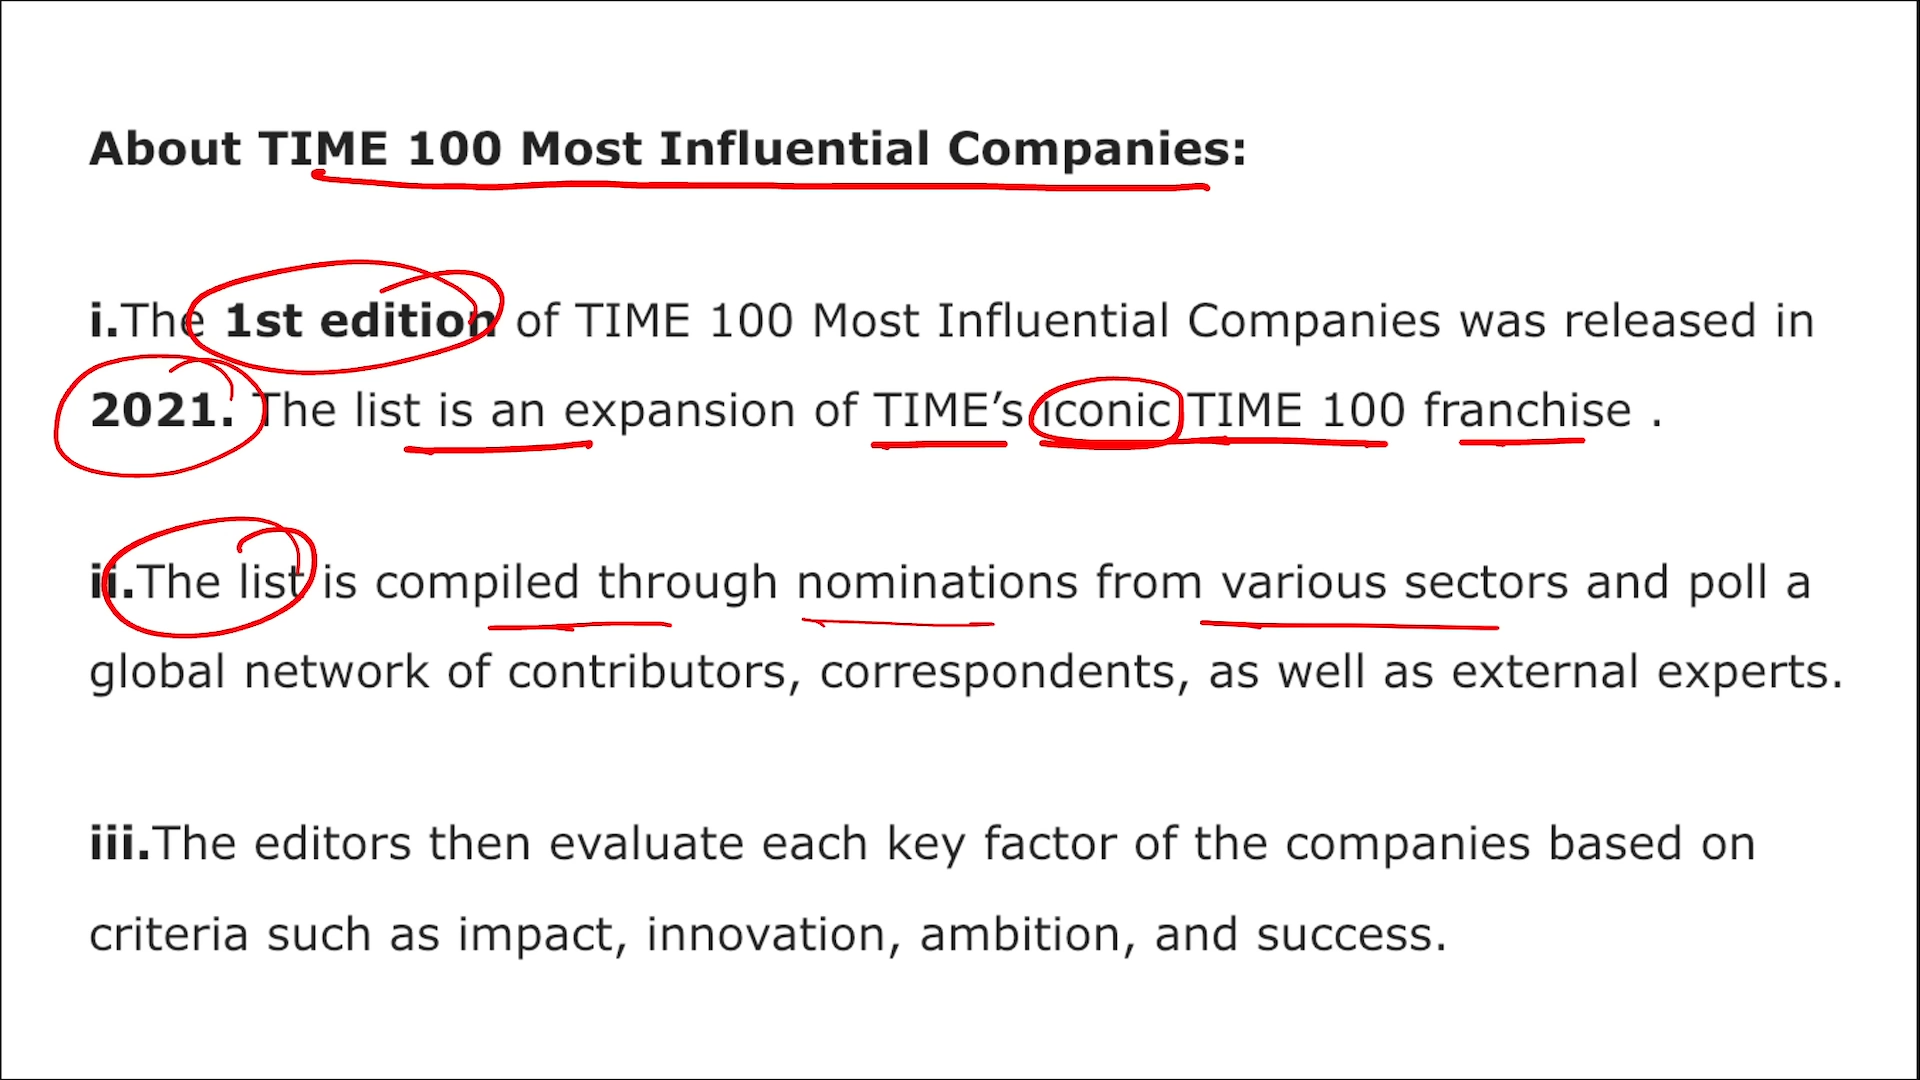 About TIME 100 Most Influential Companies:
i.The 1st edition of TIME 100 Most Influential Companies was released in
2021. The list is an expansion of TIME’s iconic TIME 100 franchise .
ii.The list is compiled through nominations from various sectors and poll a
global network of contributors, correspondents, as well as external experts.
iii.The editors then evaluate each key factor of the companies based on
criteria such as impact, innovation, ambition, and success.